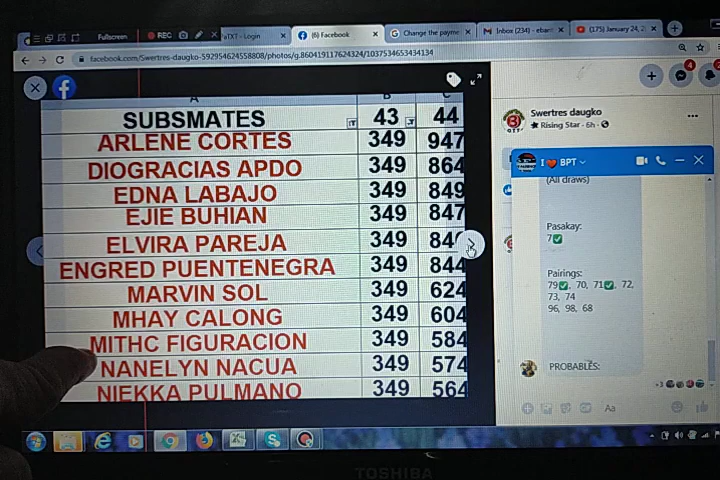 Fullscreen
REC
Login
(6) Facebook
Change the payme
Inbox (234) - ebarr
(175) January 24, 2
facebook.com/Swertres-daugko-592954624558808/photos/g.860419117624324/1037534653434134
SUBSMATES 43 44
ARLENE CORTES 349 947
DIOGRACIAS APDO 349 864
EDNA LABAJO 349 849
EJIE BUHIAN 349 847
ELVIRA PAREJA 349 84
ENGRED PUENTENEGRA 349 844
MARVIN SOL 349 624
MHAY CALONG 349 604
MITHC FIGURACION 349 584
NANELYN NACUA 349 574
NIEKKA PULMANO 349 564
Swertres daugko
Rising Star · 6h ·
4
I ❤ BPT
(All draws)
Pasakay:
7✅
Pairings:
79✅, 70, 71✅, 72,
73, 74
96, 98, 68
PROBABLES:
+3
Aa
TOSHIBA